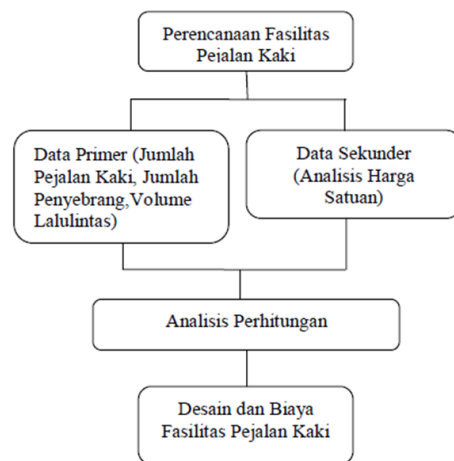 Perencanaan Fasilitas
Pejalan Kaki
Data Primer (Jumlah
Pejalan Kaki, Jumlah
Penyebrang,Volume
Lalulintas)
Data Sekunder
(Analisis Harga
Satuan)
Analisis Perhitungan
Desain dan Biaya
Fasilitas Pejalan Kaki